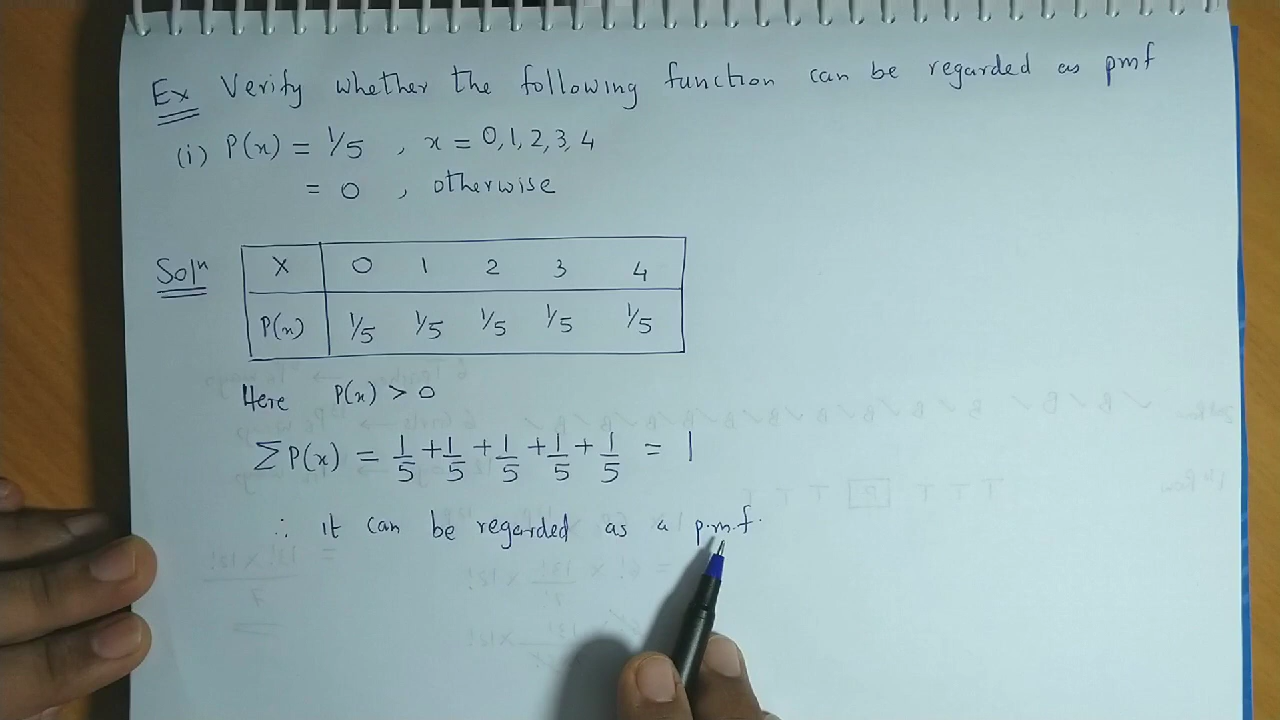 Ex Verify whether the following function can be regarded as pmf
(i) P(x) = 1/5 , x = 0,1,2,3,4
= 0 , otherwise
Solⁿ
X 0 1 2 3 4
P(x) 1/5 1/5 1/5 1/5 1/5
Here P(x) > 0
ΣP(x) = 1/5 + 1/5 + 1/5 + 1/5 + 1/5 = 1
∴ it can be regarded as a p.m.f.